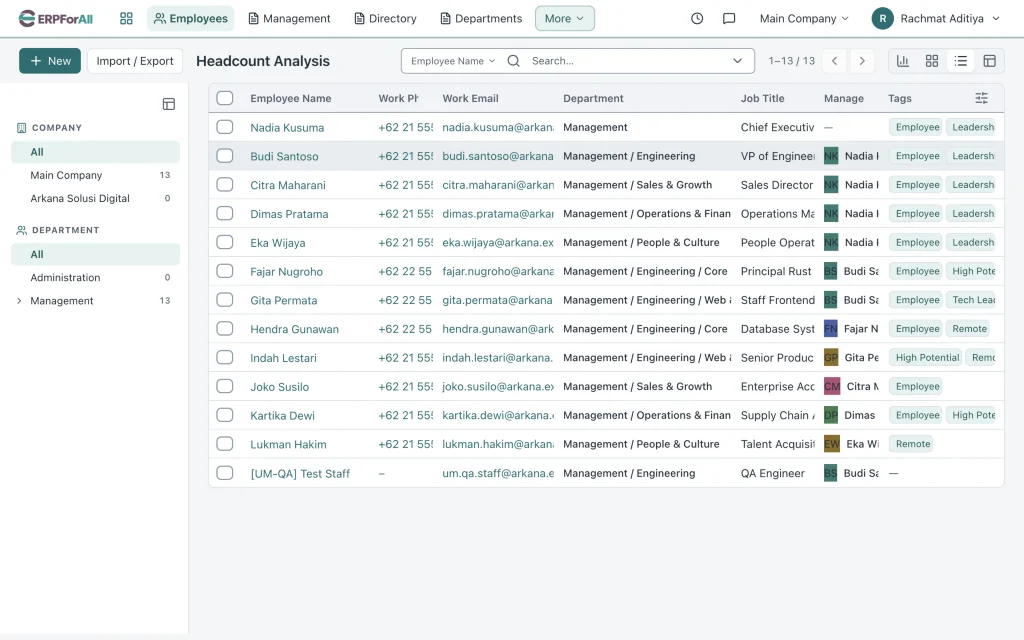 ERPForAll Employees Management Directory Departments More Main Company R Rachmat Aditiya
New Import / Export Headcount Analysis Employee Name Search... 1–13 / 13
Employee Name Work Ph Work Email Department Job Title Manage Tags
COMPANY
All
Main Company 13
Arkana Solusi Digital 0
DEPARTMENT
All
Administration 0
Management 13
Nadia Kusuma +62 21 555 nadia.kusuma@arkana Management Chief Executiv — Employee Leadersh
Budi Santoso +62 21 555 budi.santoso@arkana Management / Engineering VP of Enginee NK Nadia K Employee Leadersh
Citra Maharani +62 21 555 citra.maharani@arkan Management / Sales & Growth Sales Director NK Nadia K Employee Leadersh
Dimas Pratama +62 21 555 dimas.pratama@arkar Management / Operations & Finan Operations Ma NK Nadia K Employee Leadersh
Eka Wijaya +62 21 555 eka.wijaya@arkana.ex Management / People & Culture People Operat NK Nadia K Employee Leadersh
Fajar Nugroho +62 22 55 fajar.nugroho@arkana Management / Engineering / Core Principal Rust BS Budi Sa Employee High Pote
Gita Permata +62 22 55 gita.permata@arkana Management / Engineering / Web & Staff Frontend BS Budi Sa Employee Tech Lead
Hendra Gunawan +62 22 55 hendra.gunawan@ark Management / Engineering / Core Database Syst FN Fajar N Employee Remote
Indah Lestari +62 21 555 indah.lestari@arkana. Management / Engineering / Web & Senior Produc GP Gita Pe High Potential Remo
Joko Susilo +62 21 555 joko.susilo@arkana.ex Management / Sales & Growth Enterprise Acc CM Citra M Employee
Kartika Dewi +62 21 555 kartika.dewi@arkana.e Management / Operations & Finan Supply Chain A DP Dimas Employee High Pote
Lukman Hakim +62 21 555 lukman.hakim@arkana Management / People & Culture Talent Acquisit EW Eka Wi Remote
[UM-QA] Test Staff – um.qa.staff@arkana.e Management / Engineering QA Engineer BS Budi Sa —